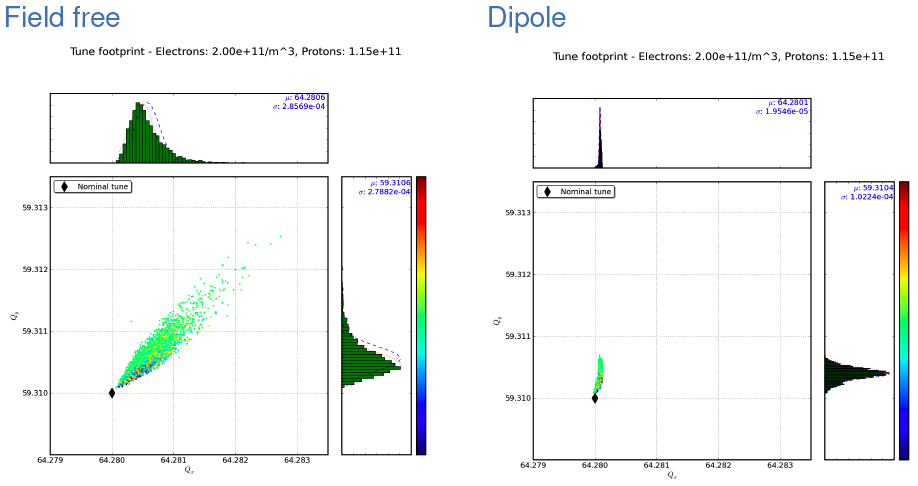 Field free
Tune footprint - Electrons: 2.00e+11/m^3, Protons: 1.15e+11
μ: 64.2806
σ: 2.8569e-04
Nominal tune
μ: 59.3106
σ: 2.7882e-04
59.313
59.312
59.311
59.310
Q_y
64.279 64.280 64.281 64.282 64.283
Q_x
Dipole
Tune footprint - Electrons: 2.00e+11/m^3, Protons: 1.15e+11
μ: 64.2801
σ: 1.9546e-05
Nominal tune
μ: 59.3104
σ: 1.0224e-04
59.313
59.312
59.311
59.310
Q_y
64.279 64.280 64.281 64.282 64.283
Q_x